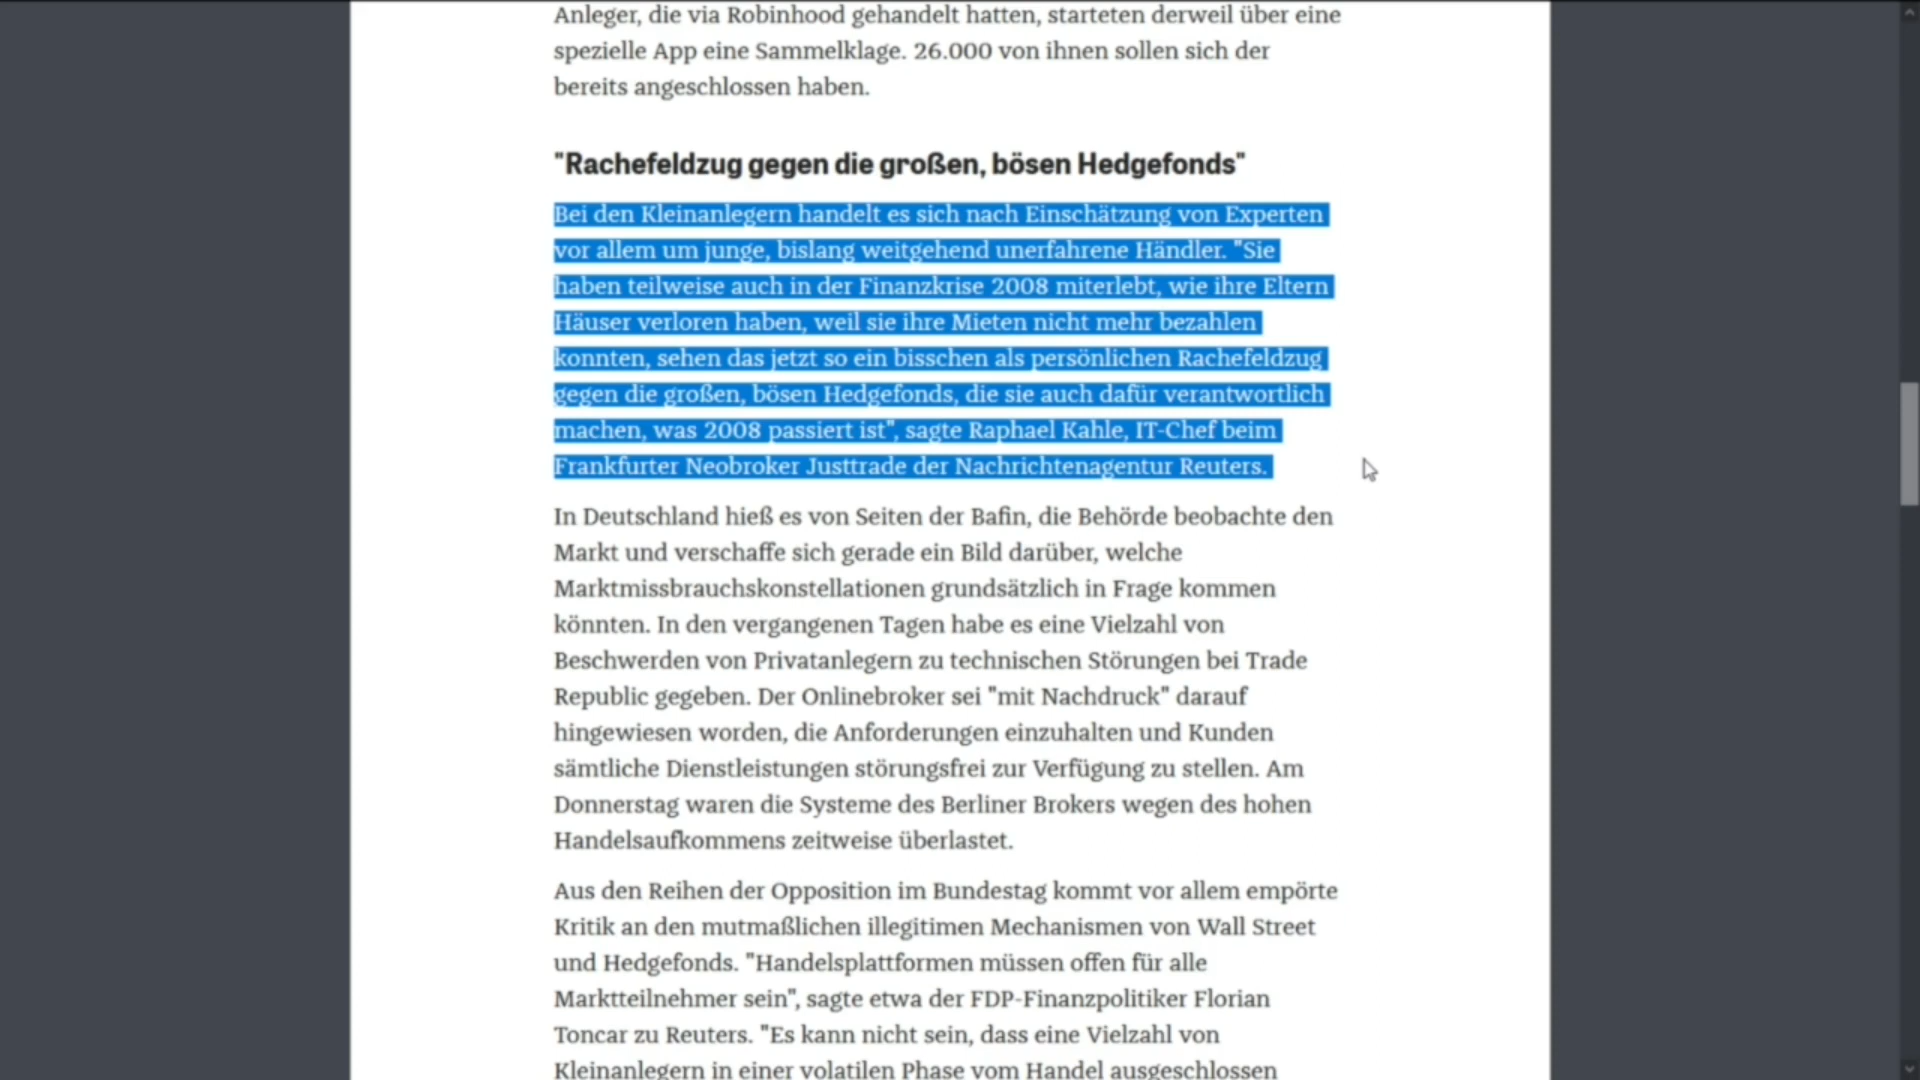 Anleger, die via Robinhood gehandelt hatten, starteten derweil über eine
spezielle App eine Sammelklage. 26.000 von ihnen sollen sich der
bereits angeschlossen haben.
"Rachefeldzug gegen die großen, bösen Hedgefonds"
Bei den Kleinanlegern handelt es sich nach Einschätzung von Experten
vor allem um junge, bislang weitgehend unerfahrene Händler. "Sie
haben teilweise auch in der Finanzkrise 2008 miterlebt, wie ihre Eltern
Häuser verloren haben, weil sie ihre Mieten nicht mehr bezahlen
konnten, sehen das jetzt so ein bisschen als persönlichen Rachefeldzug
gegen die großen, bösen Hedgefonds, die sie auch dafür verantwortlich
machen, was 2008 passiert ist", sagte Raphael Kahle, IT-Chef beim
Frankfurter Neobroker Justtrade der Nachrichtenagentur Reuters.
In Deutschland hieß es von Seiten der Bafin, die Behörde beobachte den
Markt und verschaffe sich gerade ein Bild darüber, welche
Marktmissbrauchskonstellationen grundsätzlich in Frage kommen
könnten. In den vergangenen Tagen habe es eine Vielzahl von
Beschwerden von Privatanlegern zu technischen Störungen bei Trade
Republic gegeben. Der Onlinebroker sei "mit Nachdruck" darauf
hingewiesen worden, die Anforderungen einzuhalten und Kunden
sämtliche Dienstleistungen störungsfrei zur Verfügung zu stellen. Am
Donnerstag waren die Systeme des Berliner Brokers wegen des hohen
Handelsaufkommens zeitweise überlastet.
Aus den Reihen der Opposition im Bundestag kommt vor allem empörte
Kritik an den mutmaßlichen illegitimen Mechanismen von Wall Street
und Hedgefonds. "Handelsplattformen müssen offen für alle
Marktteilnehmer sein", sagte etwa der FDP-Finanzpolitiker Florian
Toncar zu Reuters. "Es kann nicht sein, dass eine Vielzahl von
Kleinanlegern in einer volatilen Phase vom Handel ausgeschlossen